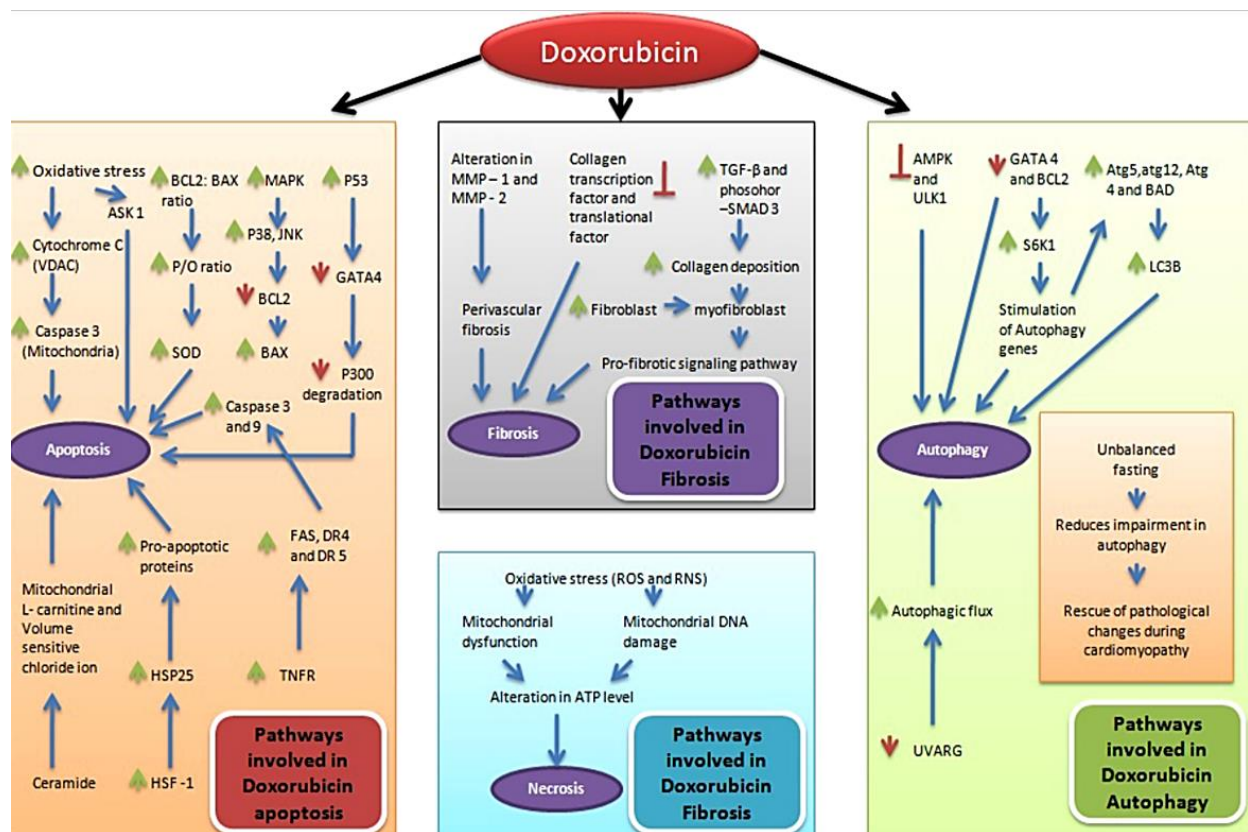 Doxorubicin
Oxidative stress
ASK 1
Cytochrome C
(VDAC)
Caspase 3
(Mitochondria)
BCL2: BAX
ratio
P/O ratio
SOD
MAPK
P38, JNK
BCL2
BAX
P53
GATA4
P300
degradation
Caspase 3
and 9
Apoptosis
Pro-apoptotic
proteins
FAS, DR4
and DR 5
Mitochondrial
L- carnitine and
Volume
sensitive
chloride ion
HSP25
TNFR
Ceramide
HSF -1
Pathways
involved in
Doxorubicin
apoptosis
Alteration in
MMP – 1 and
MMP - 2
Collagen
transcription
factor and
translational
factor
TGF-β and
phosohor
–SMAD 3
Collagen deposition
Perivascular
fibrosis
Fibroblast
myofibroblast
Pro-fibrotic signaling pathway
Fibrosis
Pathways
involved in
Doxorubicin
Fibrosis
Oxidative stress (ROS and RNS)
Mitochondrial
dysfunction
Mitochondrial DNA
damage
Alteration in ATP level
Necrosis
Pathways
involved in
Doxorubicin
Fibrosis
AMPK
and
ULK1
GATA 4
and BCL2
Atg5,atg12, Atg
4 and BAD
S6K1
LC3B
Stimulation
of Autophagy
genes
Autophagy
Unbalanced
fasting
Reduces impairment in
autophagy
Rescue of pathological
changes during
cardiomyopathy
Autophagic flux
UVARG
Pathways
involved in
Doxorubicin
Autophagy